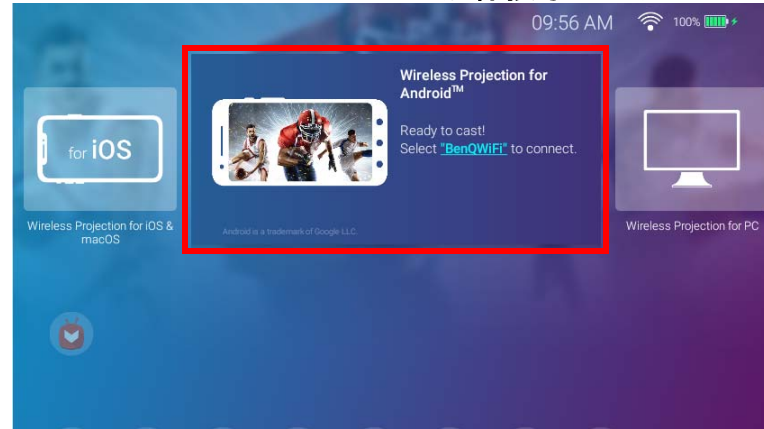 09:56 AM
100%
Wireless Projection for
Android™
Ready to cast!
Select "BenQWiFi" to connect.
Android is a trademark of Google LLC.
for iOS
Wireless Projection for iOS &
macOS
Wireless Projection for PC